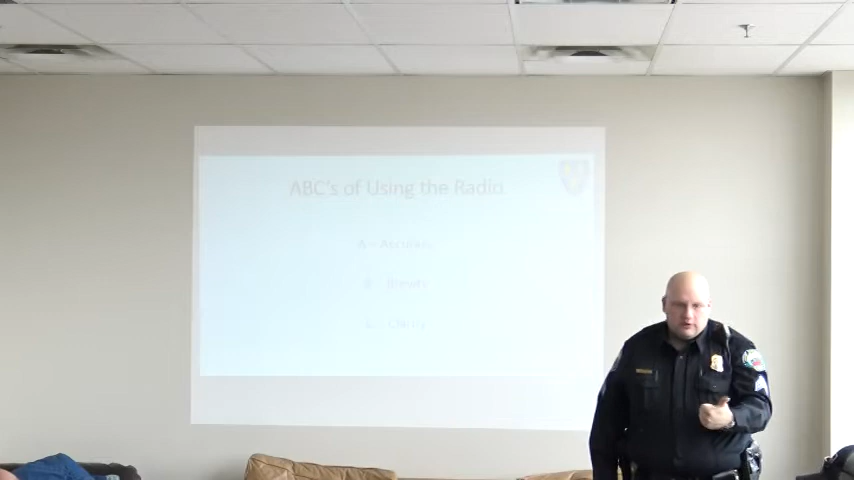 ABC's of Using the Radio
A – Accuracy
B – Brevity
C – Clarity